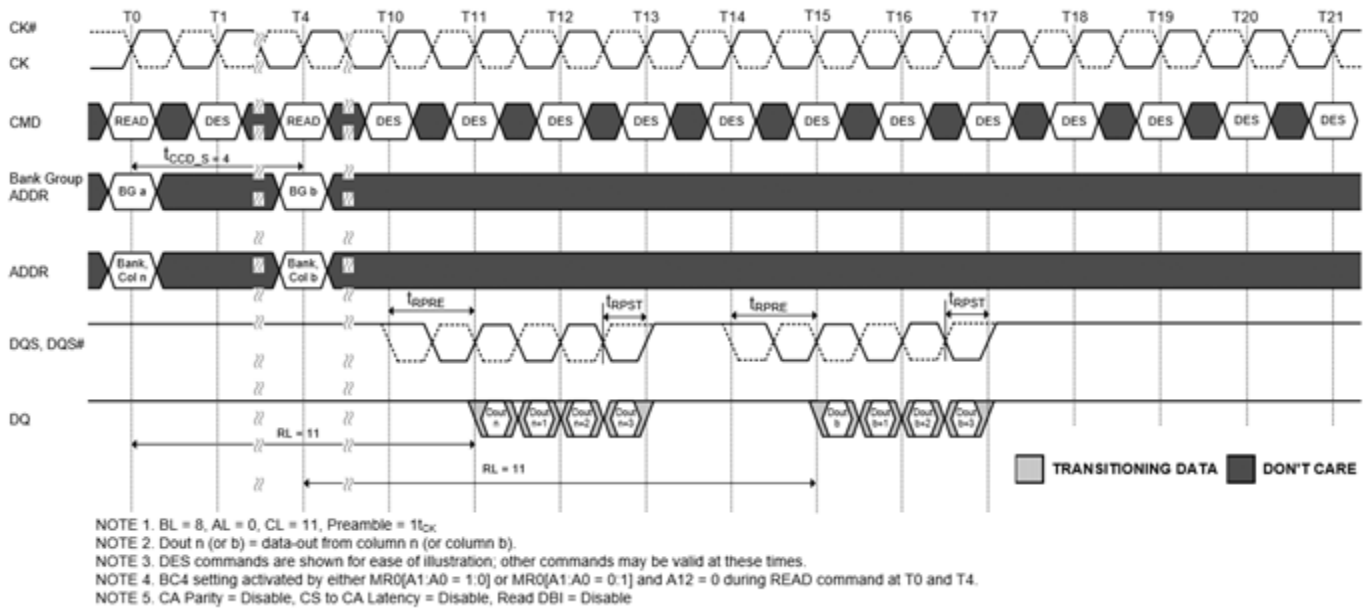 T0 T1 T4 T10 T11 T12 T13 T14 T15 T16 T17 T18 T19 T20 T21
CK#
CK
CMD READ DES READ DES DES DES DES DES DES DES DES DES DES DES DES
tCCD_S = 4
Bank Group
ADDR
BG a BG b
ADDR
Bank,
Col n
Bank,
Col b
tRPRE tRPST tRPRE tRPST
DQS, DQS#
DQ
Dout
n
Dout
n=1
Dout
n=2
Dout
n=3
Dout
b
Dout
b=1
Dout
b=2
Dout
b=3
RL = 11
RL = 11
TRANSITIONING DATA DON'T CARE
NOTE 1. BL = 8, AL = 0, CL = 11, Preamble = 1tCK
NOTE 2. Dout n (or b) = data-out from column n (or column b).
NOTE 3. DES commands are shown for ease of illustration; other commands may be valid at these times.
NOTE 4. BC4 setting activated by either MR0[A1:A0 = 1:0] or MR0[A1:A0 = 0:1] and A12 = 0 during READ command at T0 and T4.
NOTE 5. CA Parity = Disable, CS to CA Latency = Disable, Read DBI = Disable